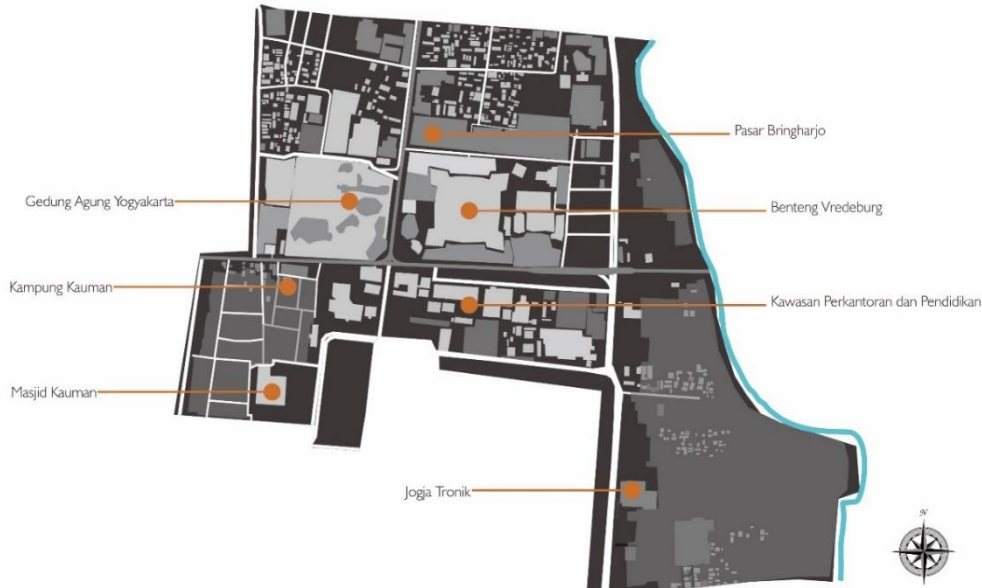 Pasar Bringharjo
Gedung Agung Yogyakarta
Benteng Vredeburg
Kampung Kauman
Kawasan Perkantoran dan Pendidikan
Masjid Kauman
Jogja Tronik
N